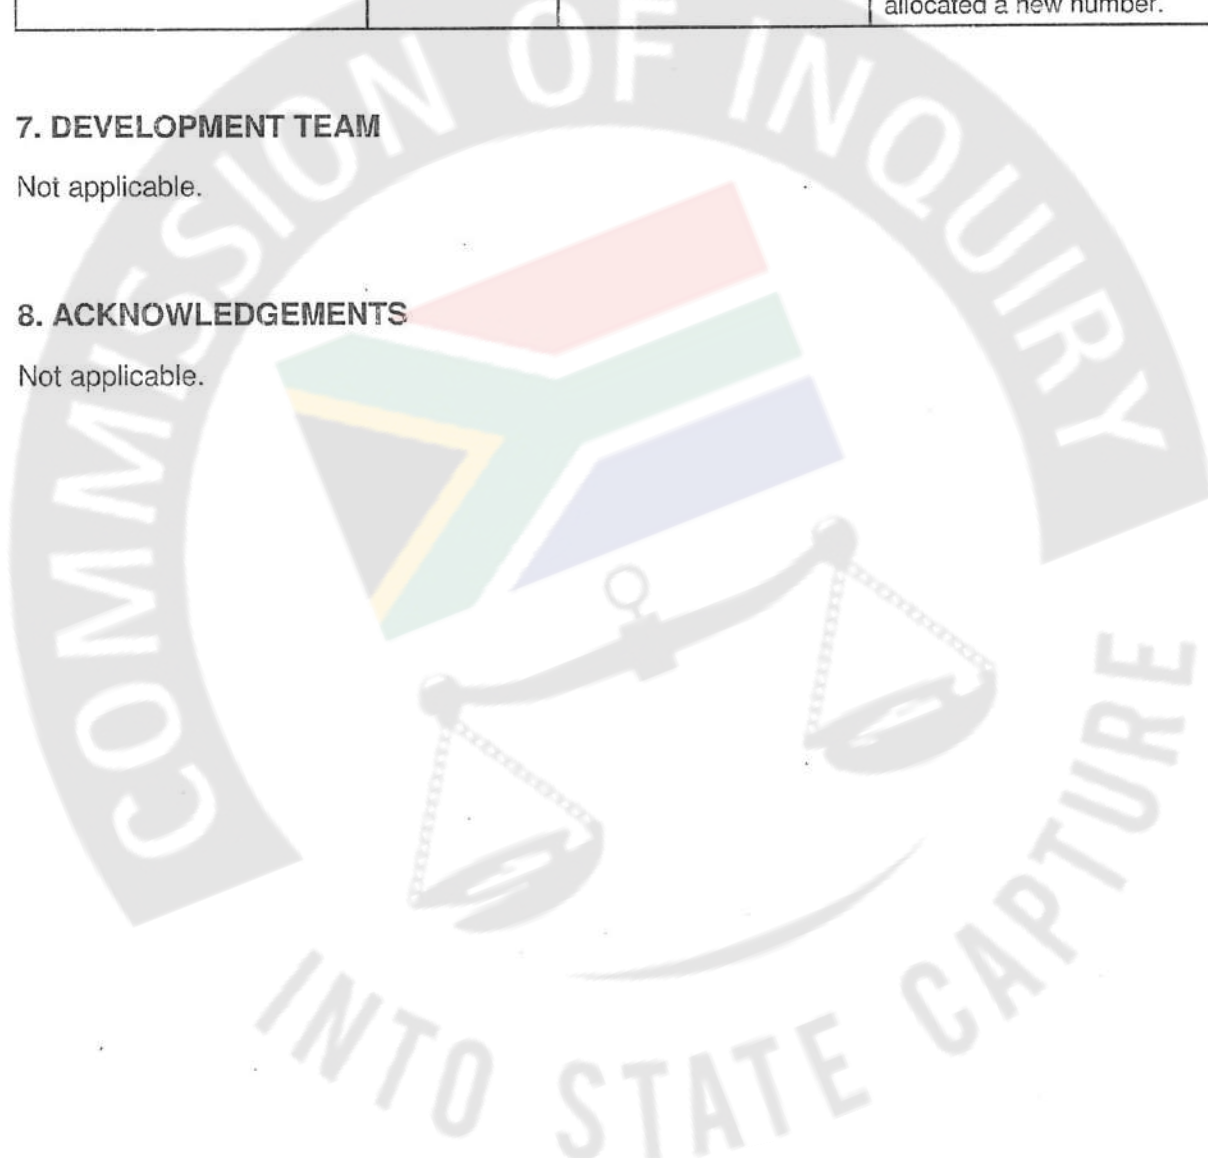 allocated a new number.
7. DEVELOPMENT TEAM
Not applicable.
8. ACKNOWLEDGEMENTS
Not applicable.
COMMISSION OF INQUIRY
INTO STATE CAPTURE